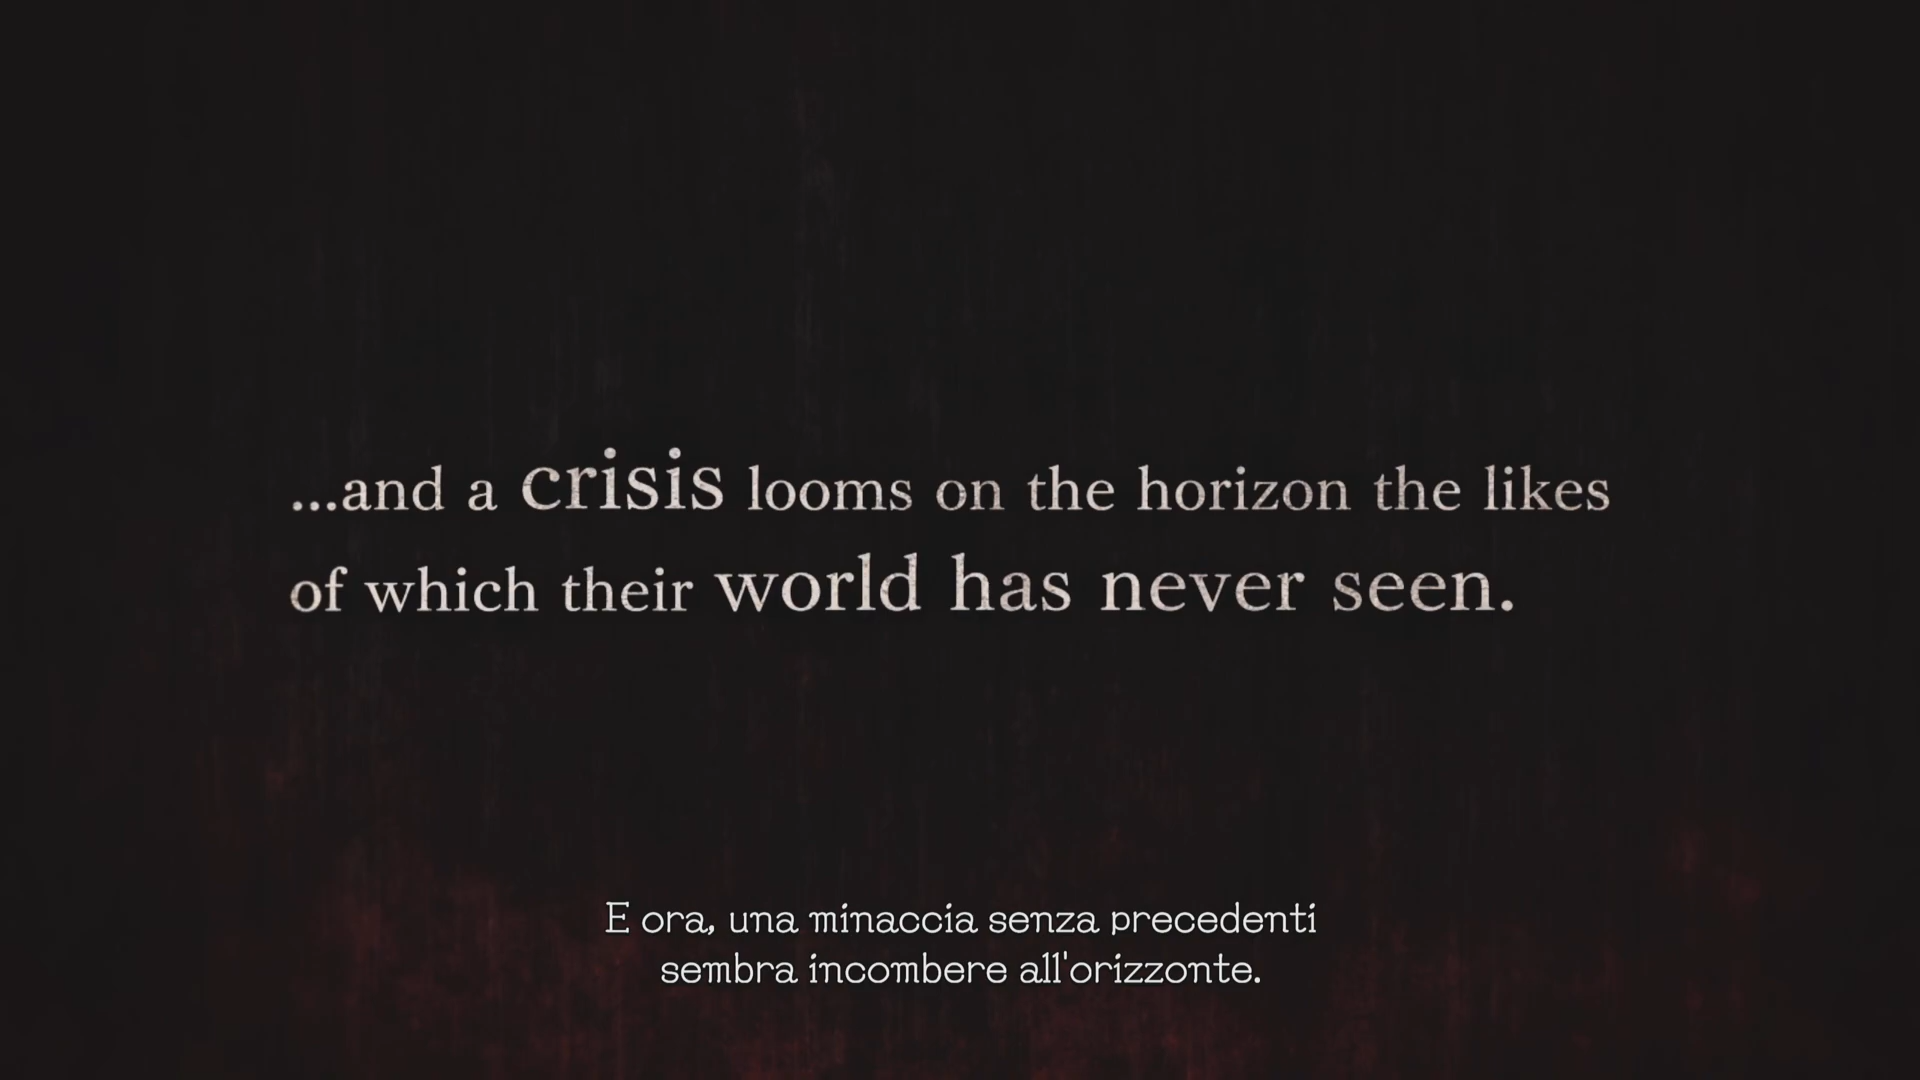 ...and a crisis looms on the horizon the likes
of which their world has never seen.
E ora, una minaccia senza precedenti
sembra incombere all'orizzonte.